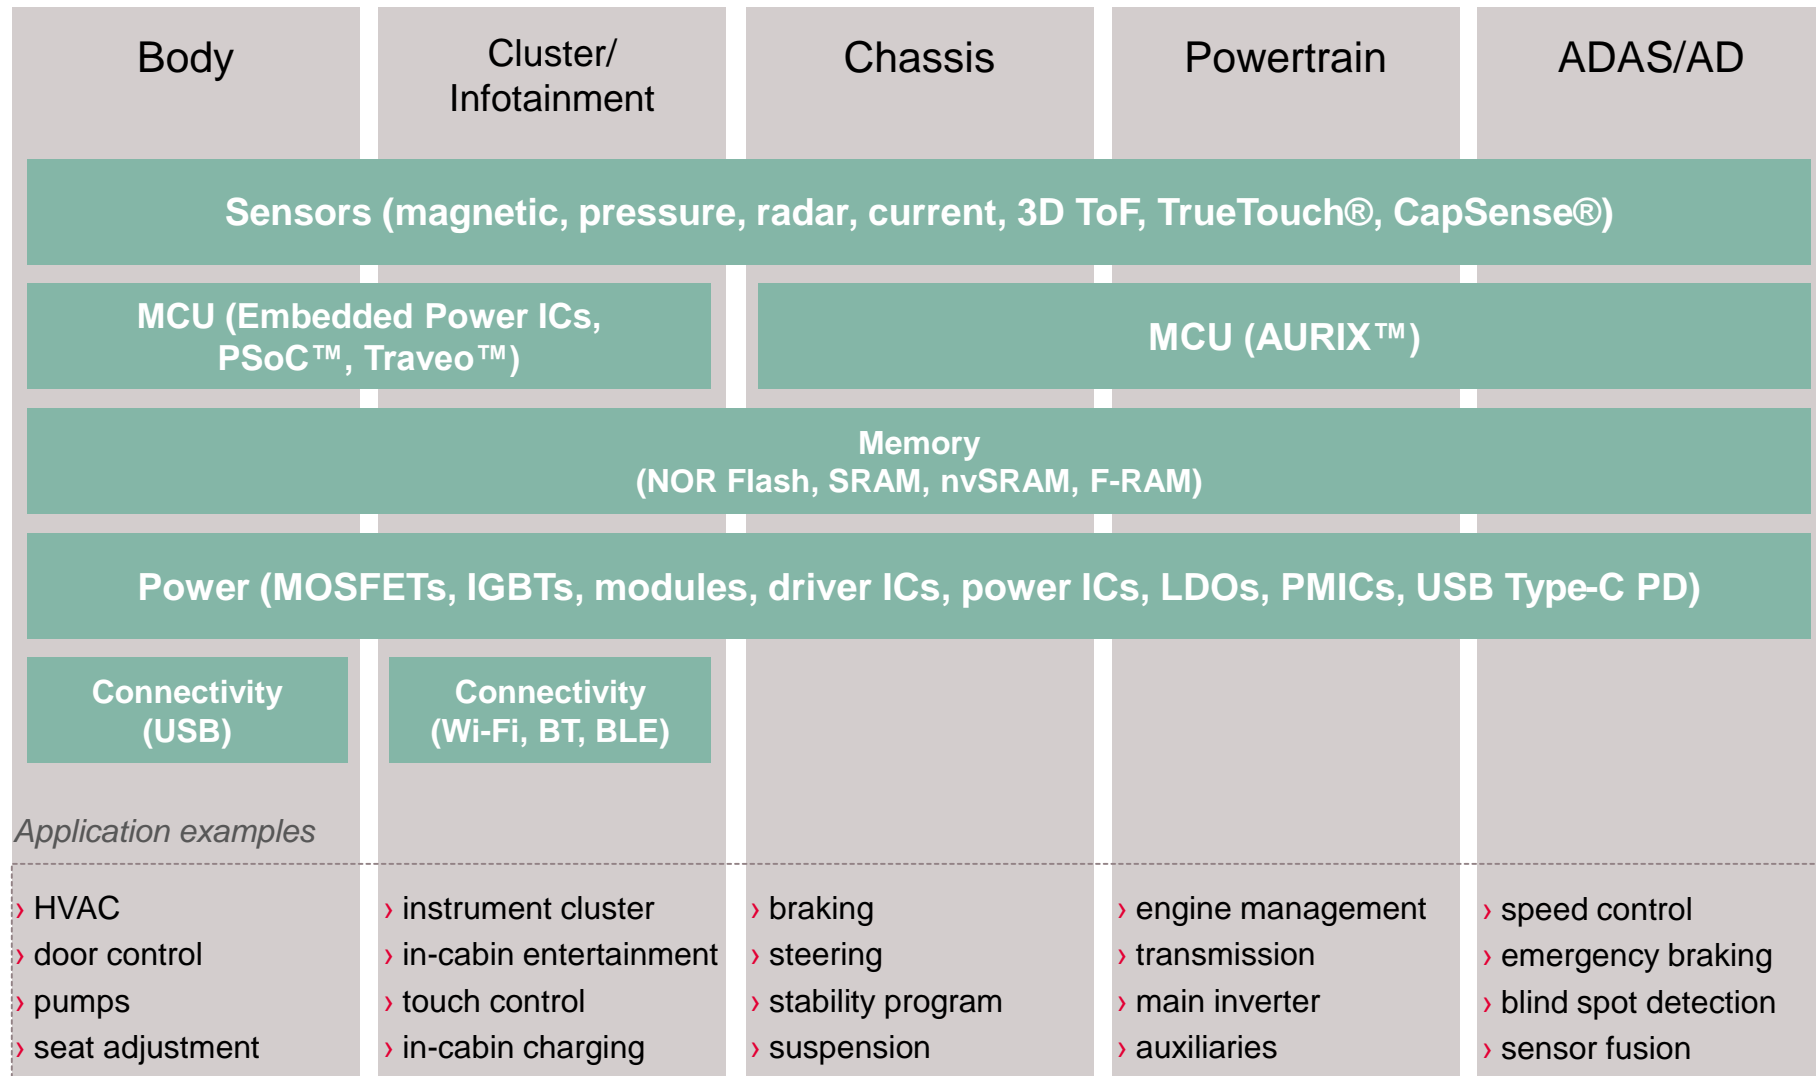 Body
Cluster/
Infotainment
Chassis
Powertrain
ADAS/AD
Sensors (magnetic, pressure, radar, current, 3D ToF, TrueTouch®, CapSense®)
MCU (Embedded Power ICs,
PSoC™, Traveo™)
MCU (AURIX™)
Memory
(NOR Flash, SRAM, nvSRAM, F-RAM)
Power (MOSFETs, IGBTs, modules, driver ICs, power ICs, LDOs, PMICs, USB Type-C PD)
Connectivity
(USB)
Connectivity
(Wi-Fi, BT, BLE)
Application examples
› HVAC
› door control
› pumps
› seat adjustment
› instrument cluster
› in-cabin entertainment
› touch control
› in-cabin charging
› braking
› steering
› stability program
› suspension
› engine management
› transmission
› main inverter
› auxiliaries
› speed control
› emergency braking
› blind spot detection
› sensor fusion